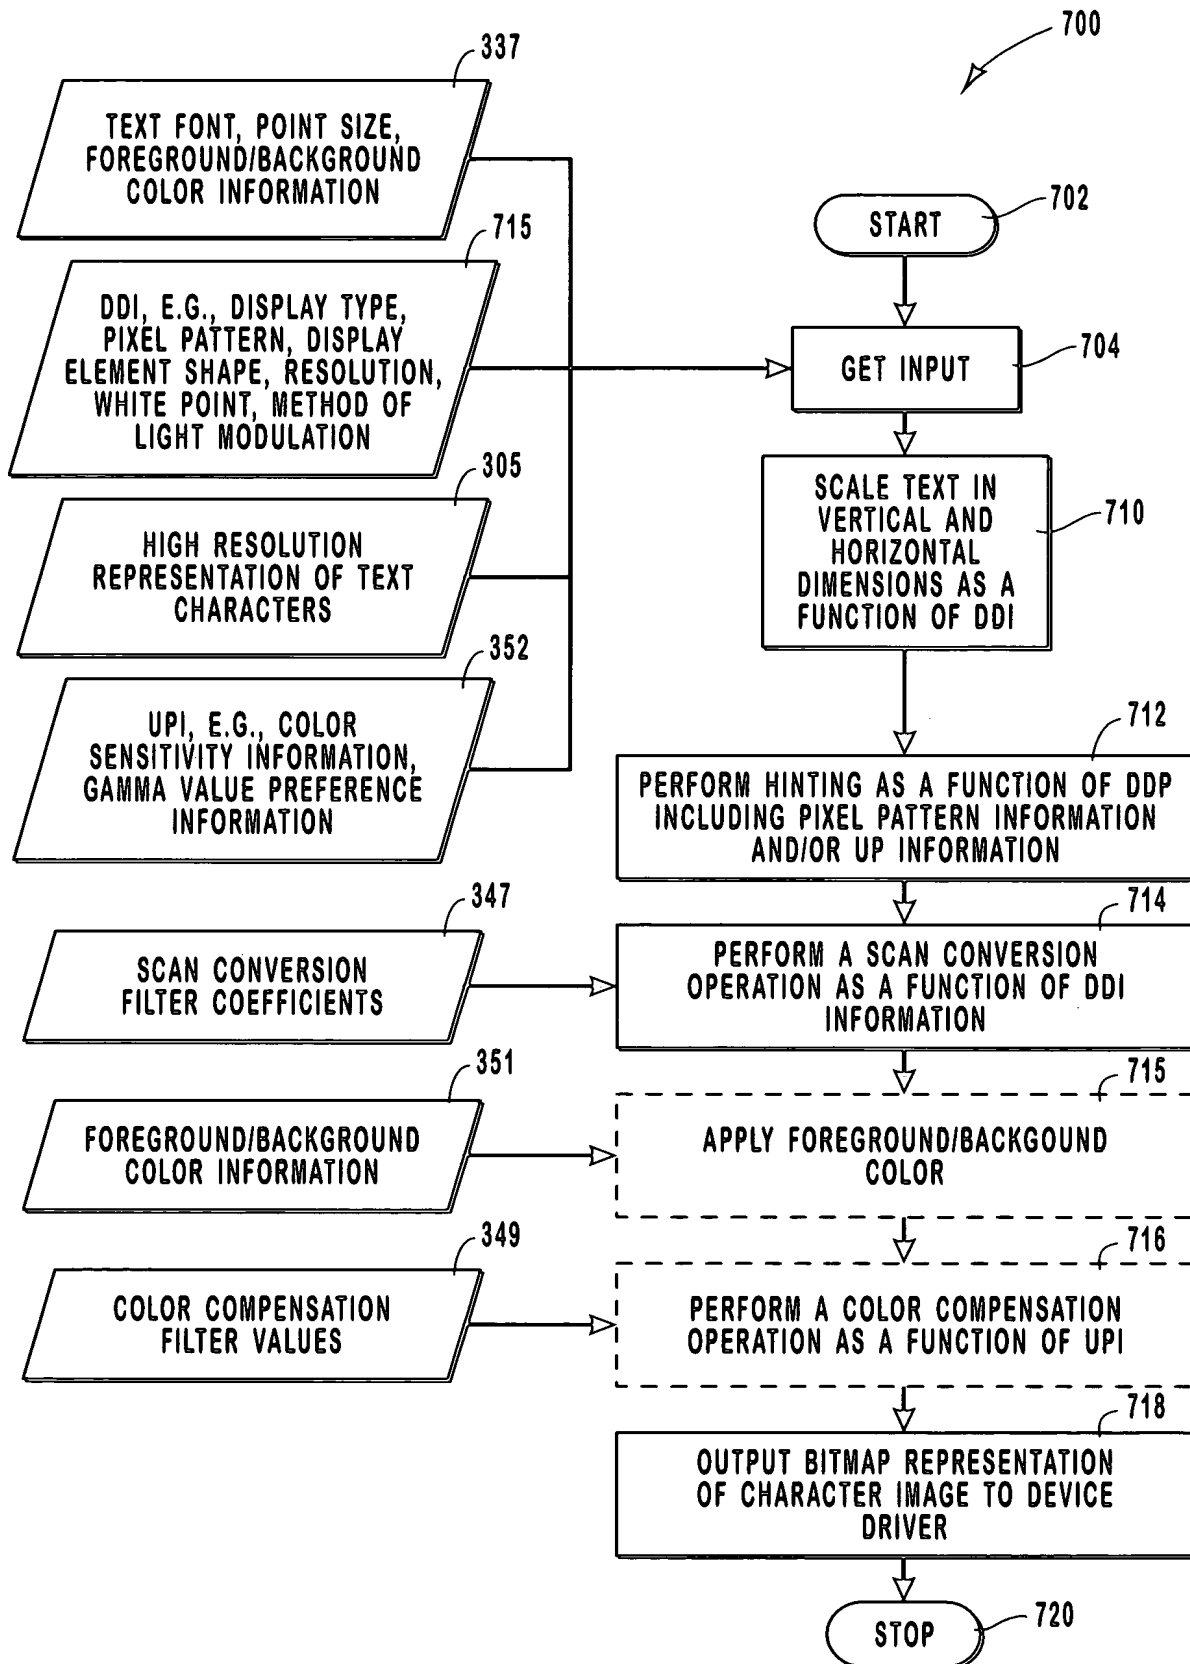 700
337
TEXT FONT, POINT SIZE,
FOREGROUND/BACKGROUND
COLOR INFORMATION
715
DDI, E.G., DISPLAY TYPE,
PIXEL PATTERN, DISPLAY
ELEMENT SHAPE, RESOLUTION,
WHITE POINT, METHOD OF
LIGHT MODULATION
305
HIGH RESOLUTION
REPRESENTATION OF TEXT
CHARACTERS
352
UPI, E.G., COLOR
SENSITIVITY INFORMATION,
GAMMA VALUE PREFERENCE
INFORMATION
START
702
GET INPUT
704
SCALE TEXT IN
VERTICAL AND
HORIZONTAL
DIMENSIONS AS A
FUNCTION OF DDI
710
712
PERFORM HINTING AS A FUNCTION OF DDP
INCLUDING PIXEL PATTERN INFORMATION
AND/OR UP INFORMATION
347
SCAN CONVERSION
FILTER COEFFICIENTS
714
PERFORM A SCAN CONVERSION
OPERATION AS A FUNCTION OF DDI
INFORMATION
351
FOREGROUND/BACKGROUND
COLOR INFORMATION
715
APPLY FOREGROUND/BACKGOUND
COLOR
349
COLOR COMPENSATION
FILTER VALUES
716
PERFORM A COLOR COMPENSATION
OPERATION AS A FUNCTION OF UPI
718
OUTPUT BITMAP REPRESENTATION
OF CHARACTER IMAGE TO DEVICE
DRIVER
STOP
720